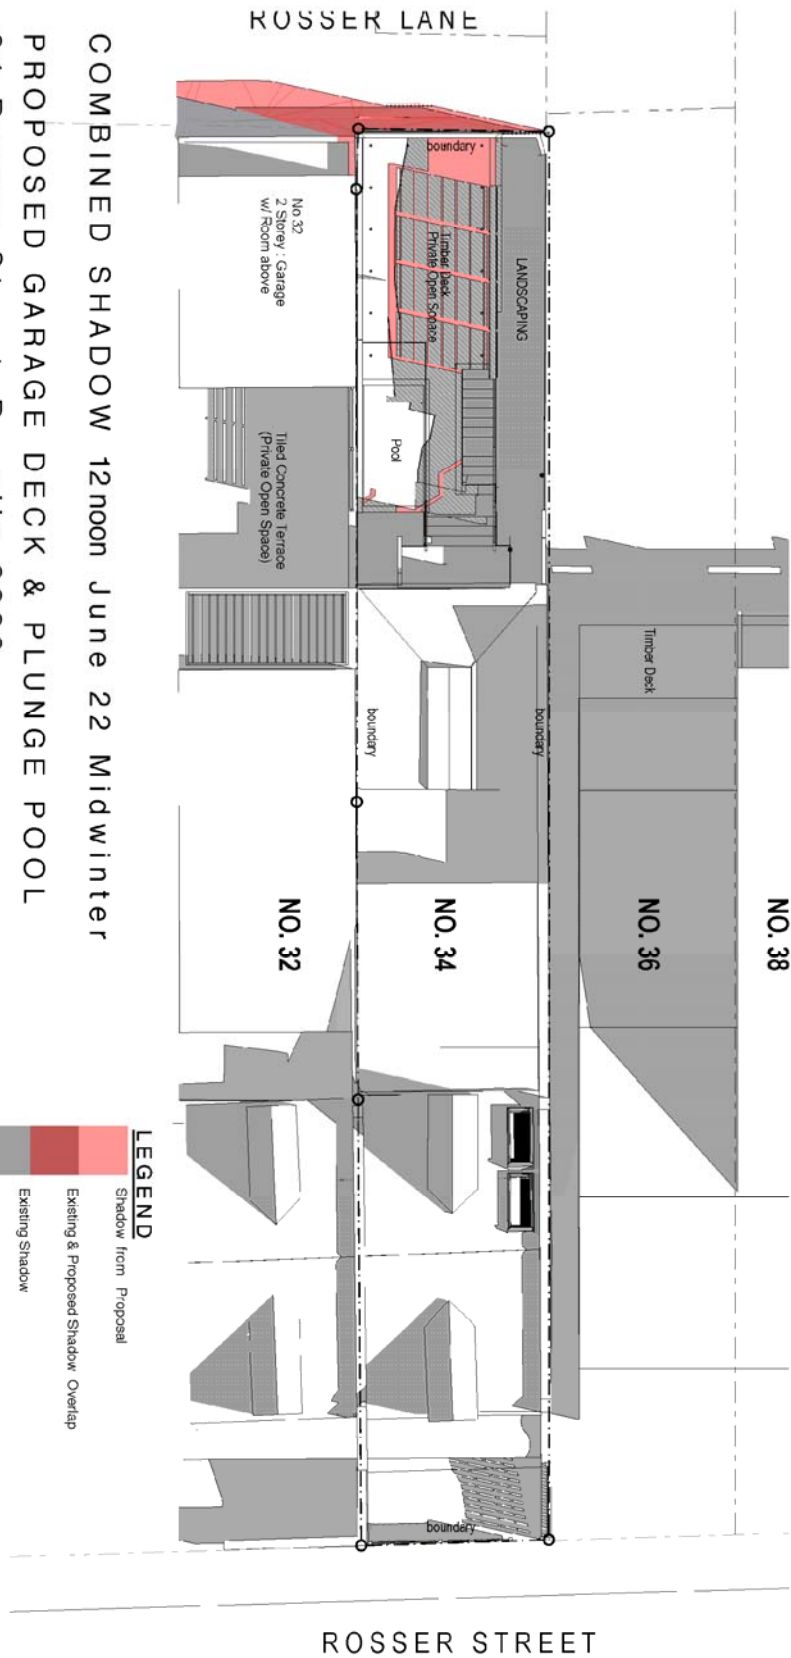 ROSSER LANE
COMBINED SHADOW 12noon June 22 Midwinter
PROPOSED GARAGE DECK & PLUNGE POOL
boundary
No 32
2 Storey : Garage
w/ Room above
Timber Deck
Private Open Sopace
LANDSCAPING
Pool
Tiled Concrete Terrace
(Private Open Space)
Timber Deck
boundary
boundary
NO. 32
NO. 34
NO. 36
NO. 38
LEGEND
Shadow from Proposal
Existing & Proposed Shadow Overlap
Existing Shadow
boundary
ROSSER STREET